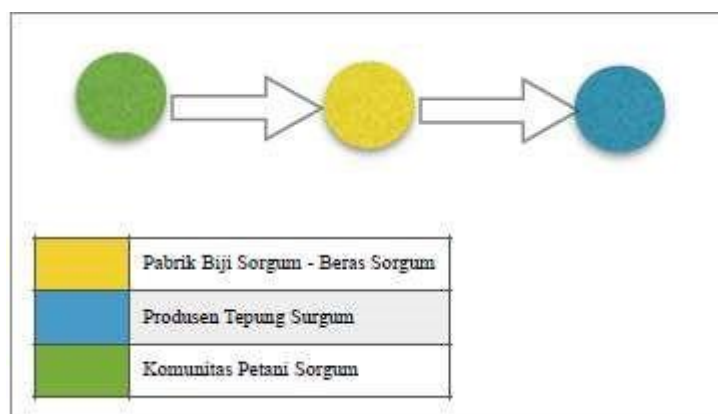 Pabrik Biji Sorgum - Beras Sorgum
Produsen Tepung Surgum
Komunitas Petani Sorgum